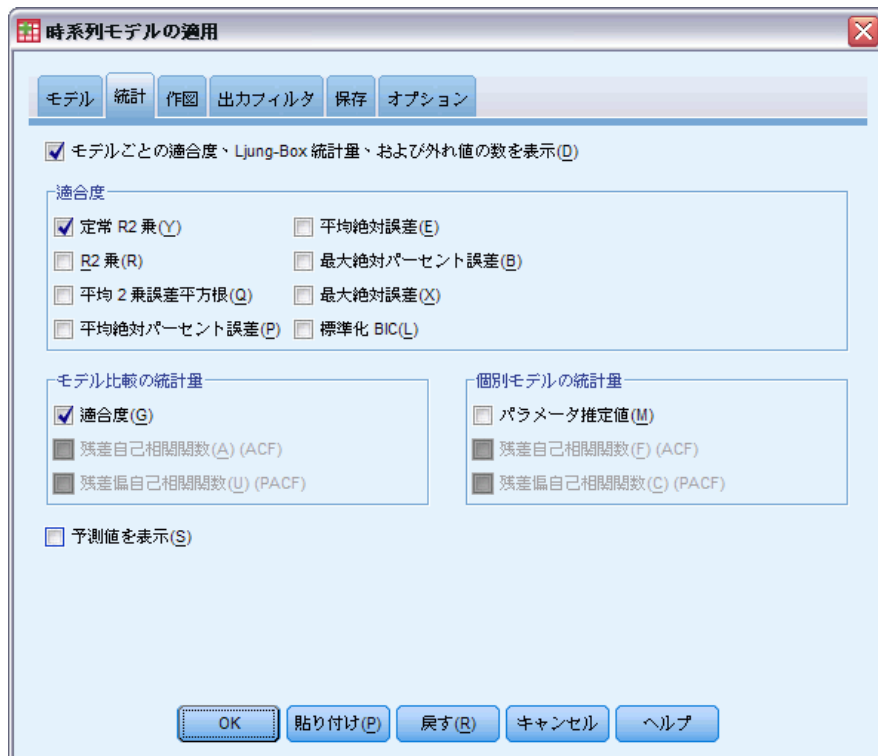 時系列モデルの適用
モデル 統計 作図 出力フィルタ 保存 オプション
モデルごとの適合度、Ljung-Box 統計量、および外れ値の数を表示(D)
適合度
定常 R2 乗(Y) 平均絶対誤差(E)
R2 乗(R) 最大絶対パーセント誤差(B)
平均 2 乗誤差平方根(Q) 最大絶対誤差(X)
平均絶対パーセント誤差(P) 標準化 BIC(L)
モデル比較の統計量 個別モデルの統計量
適合度(G) パラメータ推定値(M)
残差自己相関関数(A) (ACF) 残差自己相関関数(F) (ACF)
残差偏自己相関関数(U) (PACF) 残差偏自己相関関数(C) (PACF)
予測値を表示(S)
OK 貼り付け(P) 戻す(R) キャンセル ヘルプ